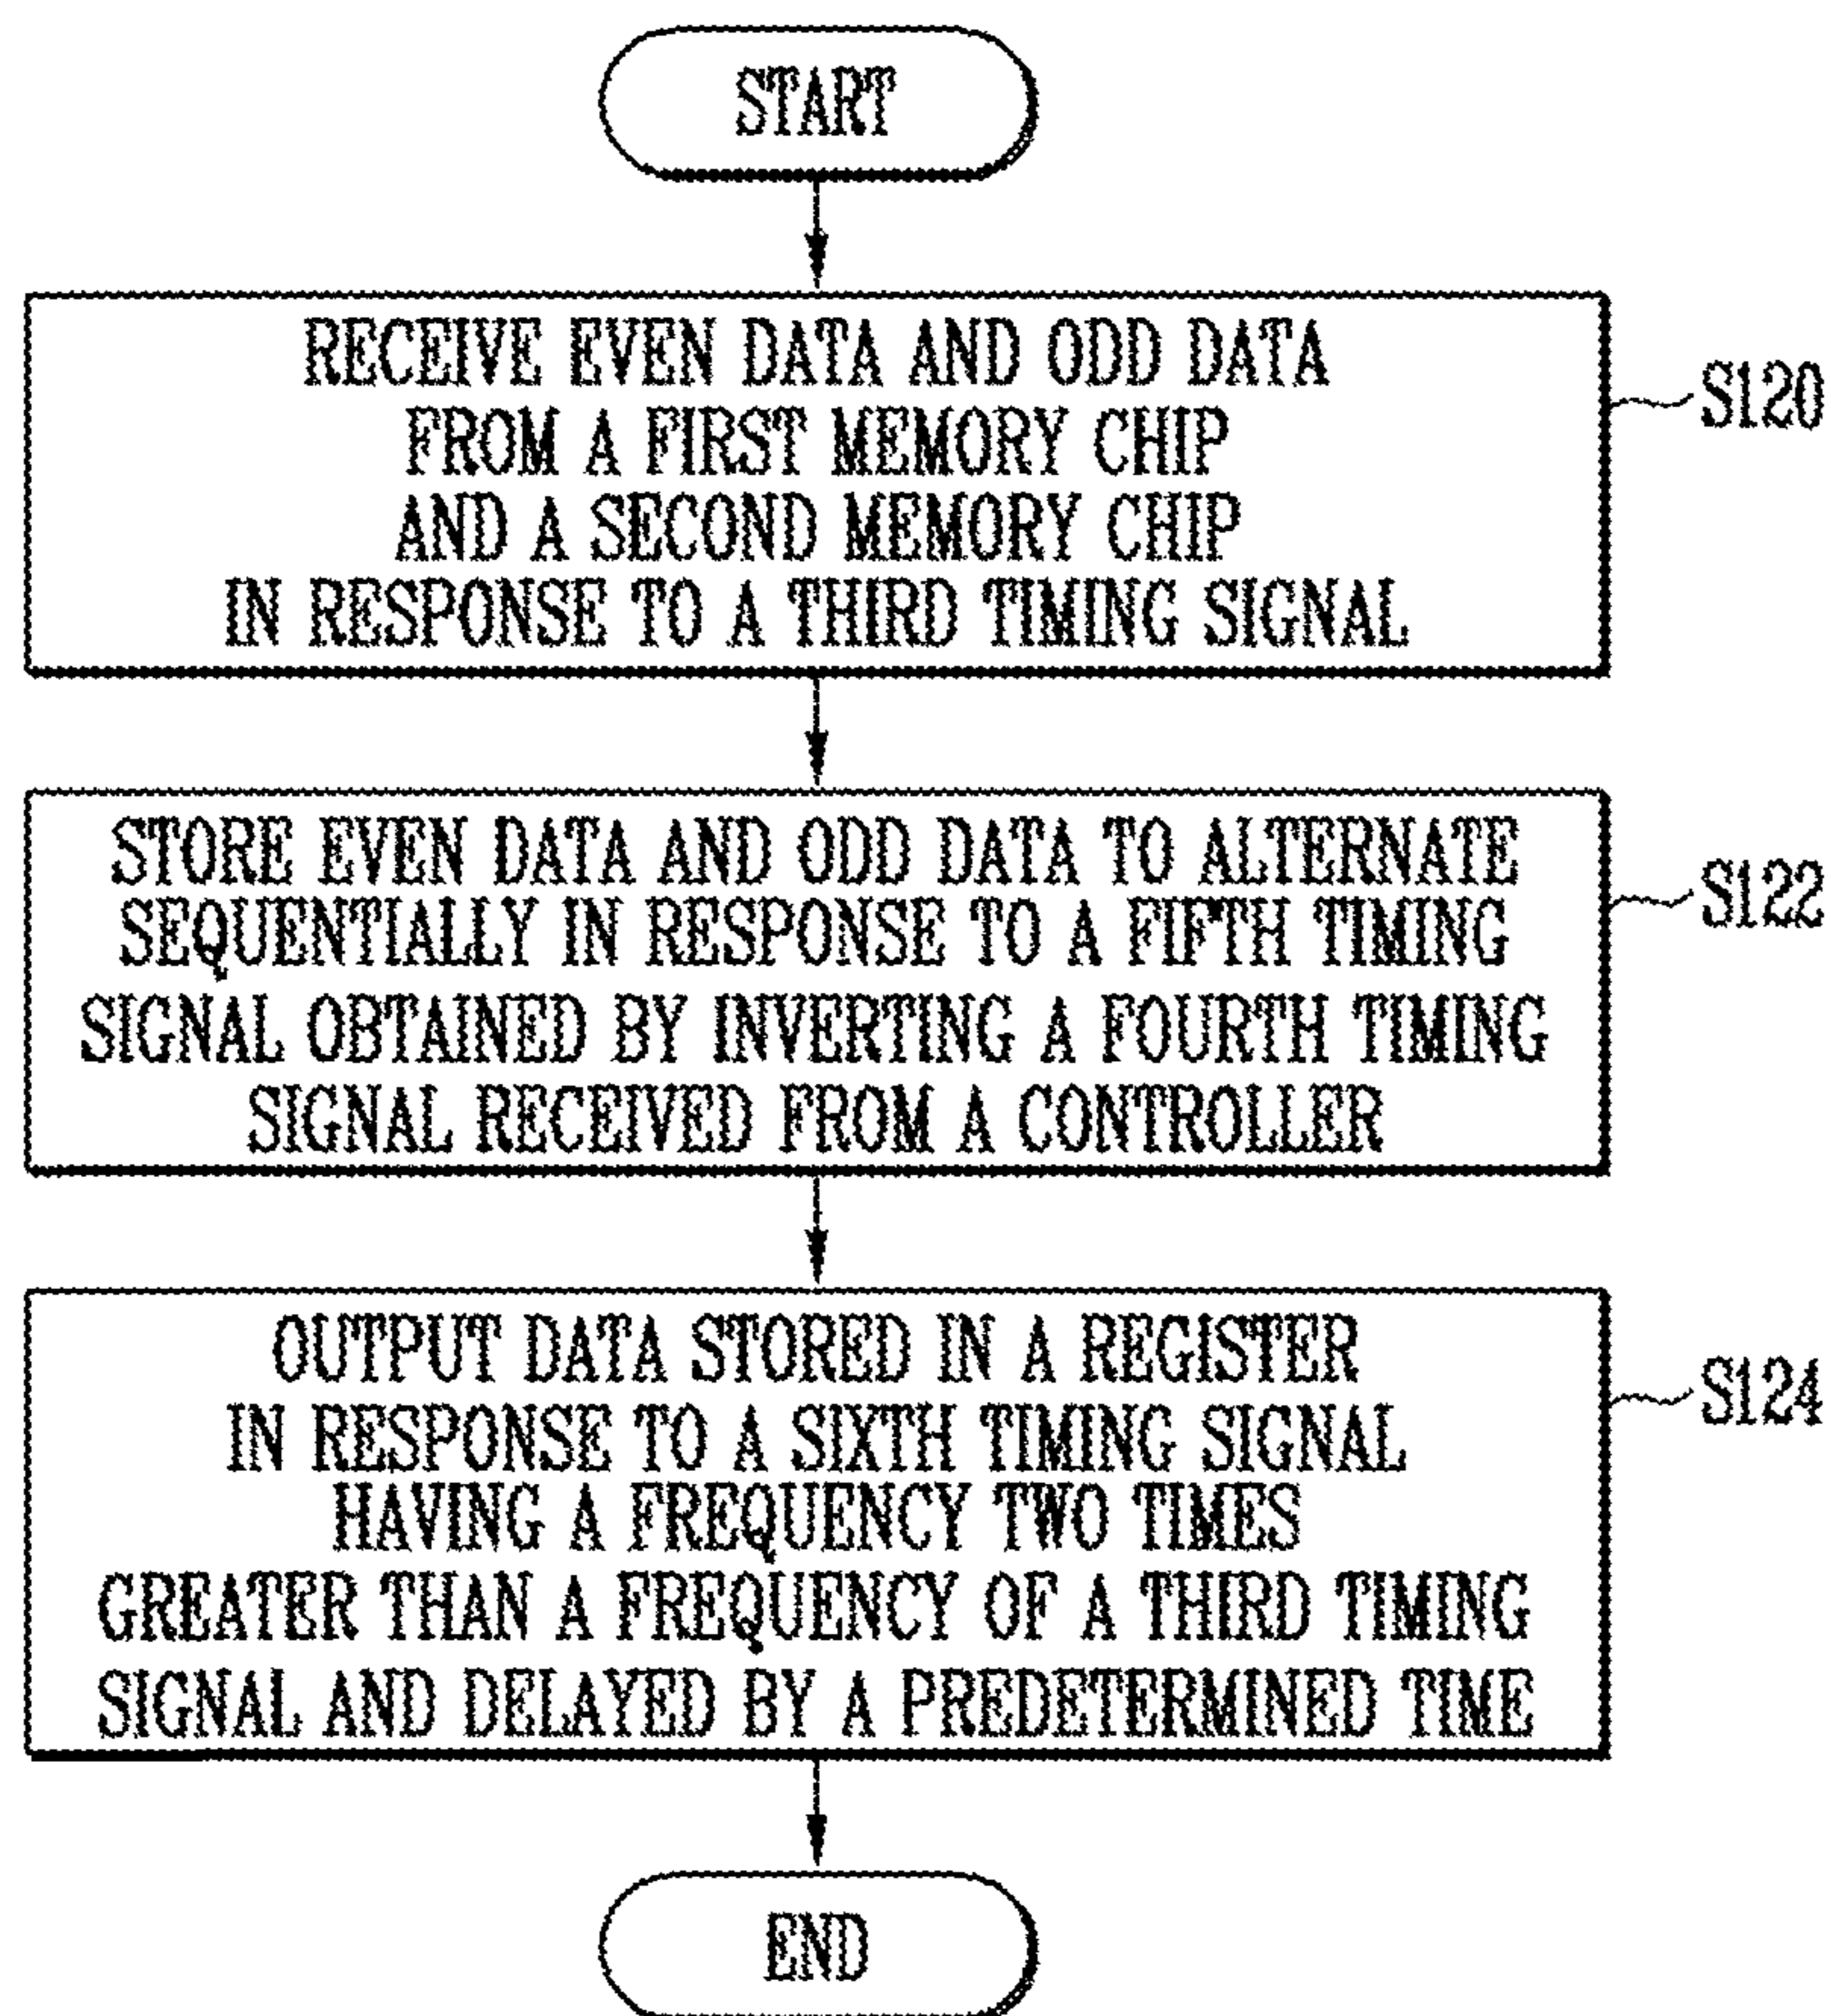 START
RECEIVE EVEN DATA AND ODD DATA
FROM A FIRST MEMORY CHIP
AND A SECOND MEMORY CHIP
IN RESPONSE TO A THIRD TIMING SIGNAL
S120
STORE EVEN DATA AND ODD DATA TO ALTERNATE
SEQUENTIALLY IN RESPONSE TO A FIFTH TIMING
SIGNAL OBTAINED BY INVERTING A FOURTH TIMING
SIGNAL RECEIVED FROM A CONTROLLER
S122
OUTPUT DATA STORED IN A REGISTER
IN RESPONSE TO A SIXTH TIMING SIGNAL
HAVING A FREQUENCY TWO TIMES
GREATER THAN A FREQUENCY OF A THIRD TIMING
SIGNAL AND DELAYED BY A PREDETERMINED TIME
S124
END